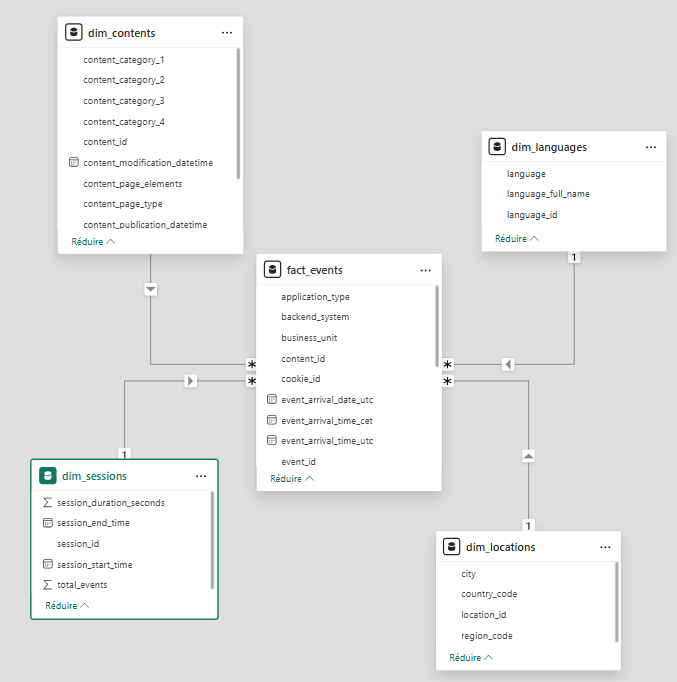 dim_contents
content_category_1
content_category_2
content_category_3
content_category_4
content_id
content_modification_datetime
content_page_elements
content_page_type
content_publication_datetime
Réduire
dim_languages
language
language_full_name
language_id
Réduire
1
fact_events
application_type
backend_system
business_unit
content_id
cookie_id
event_arrival_date_utc
event_arrival_time_cet
event_arrival_time_utc
event_id
Réduire
*
*
*
*
1
dim_sessions
session_duration_seconds
session_end_time
session_id
session_start_time
total_events
Réduire
1
dim_locations
city
country_code
location_id
region_code
Réduire